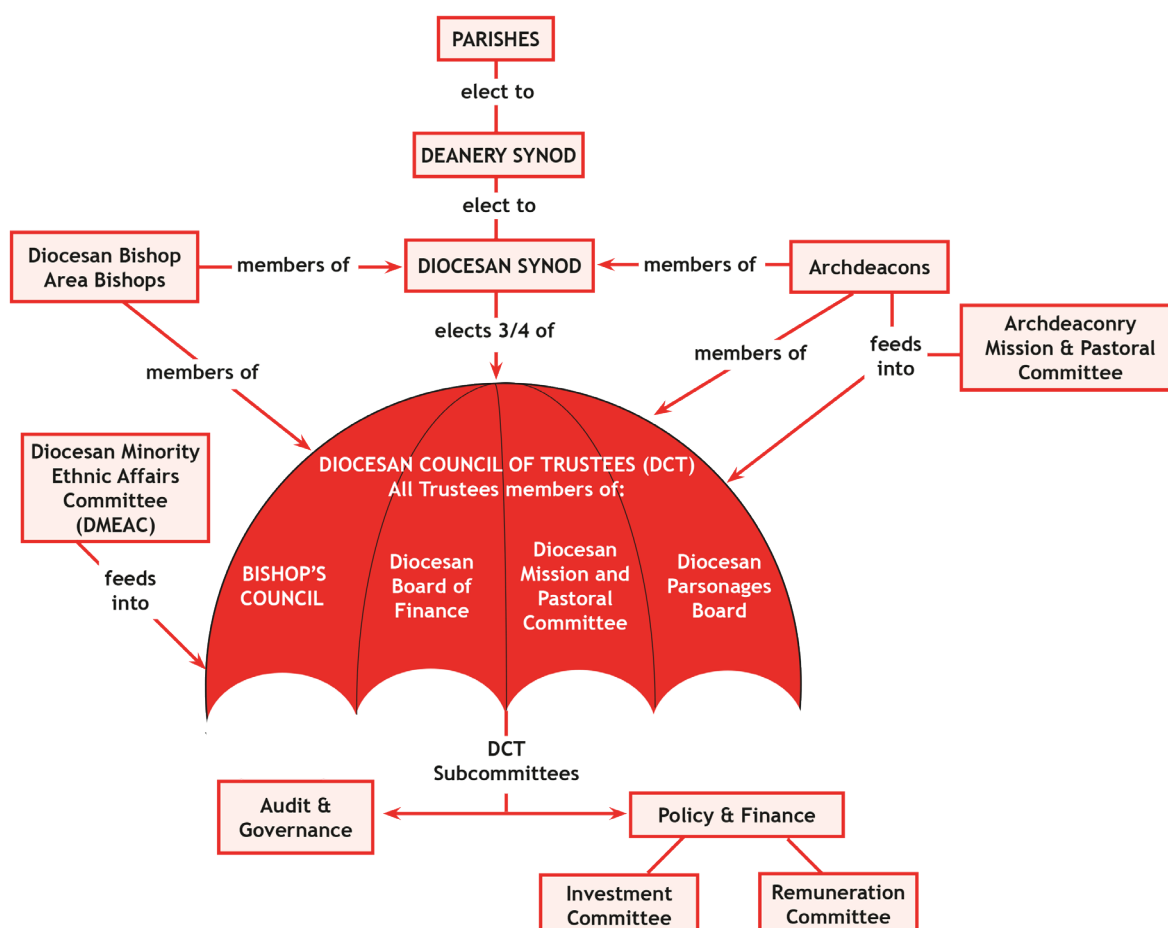 PARISHES
elect to
DEANERY SYNOD
elect to
Diocesan Bishop
Area Bishops
members of
DIOCESAN SYNOD
members of
Archdeacons
elects 3/4 of
members of
members of
feeds
into
Archdeaconry
Mission & Pastoral
Committee
Diocesan Minority
Ethnic Affairs
Committee
(DMEAC)
feeds
into
DIOCESAN COUNCIL OF TRUSTEES (DCT)
All Trustees members of:
BISHOP'S
COUNCIL
Diocesan
Board of
Finance
Diocesan
Mission and
Pastoral
Committee
Diocesan
Parsonages
Board
DCT
Subcommittees
Audit &
Governance
Policy & Finance
Investment
Committee
Remuneration
Committee